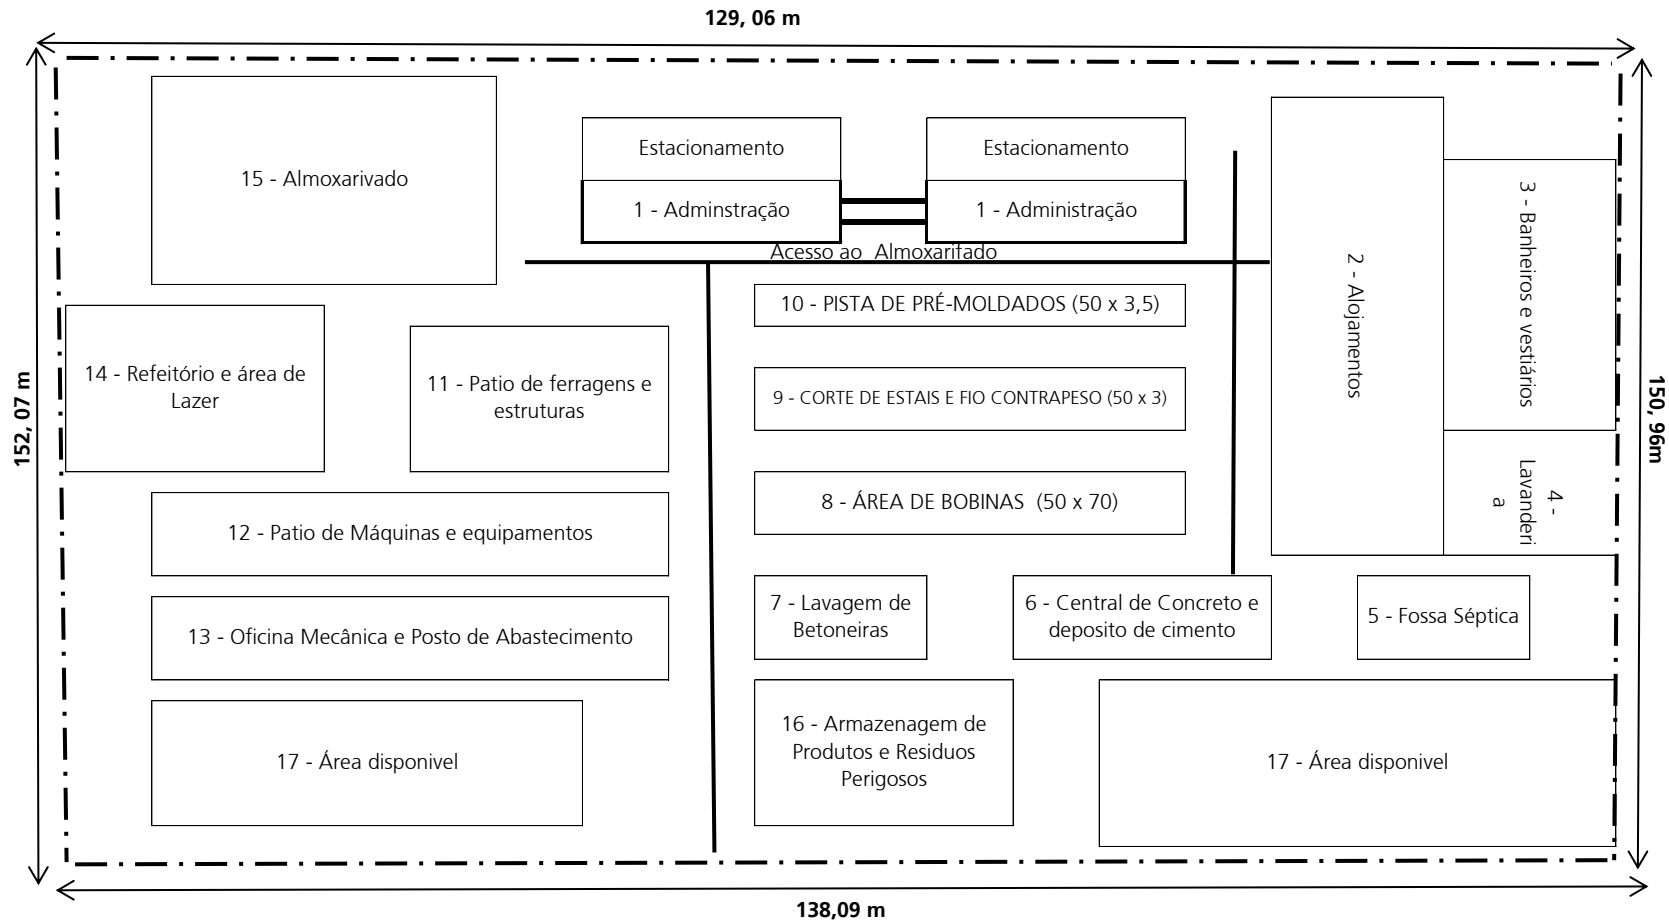 129, 06 m
15 - Almoxarivado
Estacionamento
Estacionamento
1 - Adminstração
1 - Administração
Acesso ao  Almoxarifado
2 - Alojamentos
3 - Banheiros e vestiários
4 -
Lavanderi
a
10 - PISTA DE PRÉ-MOLDADOS (50 x 3,5)
14 - Refeitório e área de
Lazer
11 - Patio de ferragens e
estruturas
9 - CORTE DE ESTAIS E FIO CONTRAPESO (50 x 3)
152, 07 m
150, 96m
8 - ÁREA DE BOBINAS  (50 x 70)
12 - Patio de Máquinas e equipamentos
7 - Lavagem de
Betoneiras
6 - Central de Concreto e
deposito de cimento
5 - Fossa Séptica
13 - Oficina Mecânica e Posto de Abastecimento
16 - Armazenagem de
Produtos e Residuos
Perigosos
17 - Área disponivel
17 - Área disponivel
138,09 m